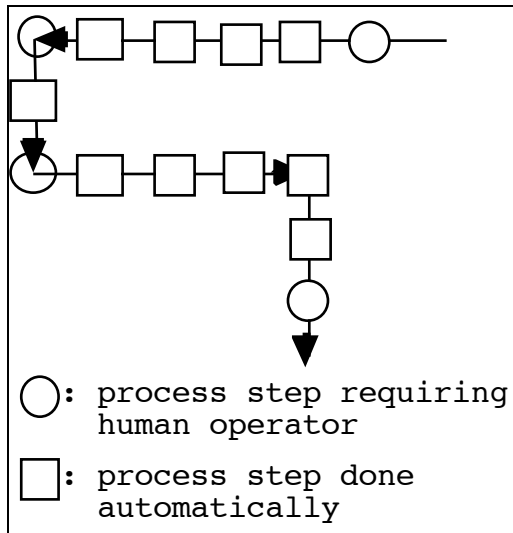 : process step requiring
human operator
: process step done
automatically